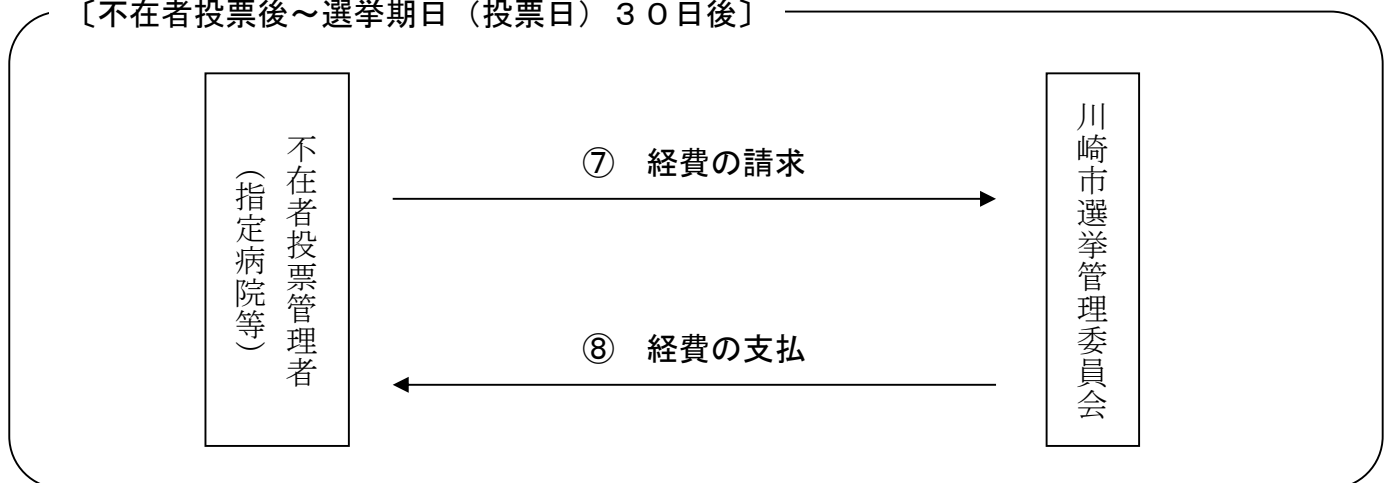 〔不在者投票後～選挙期日（投票日）３０日後〕
不在者投票管理者
（指定病院等）
⑦　経費の請求
⑧　経費の支払
川崎市選挙管理委員会